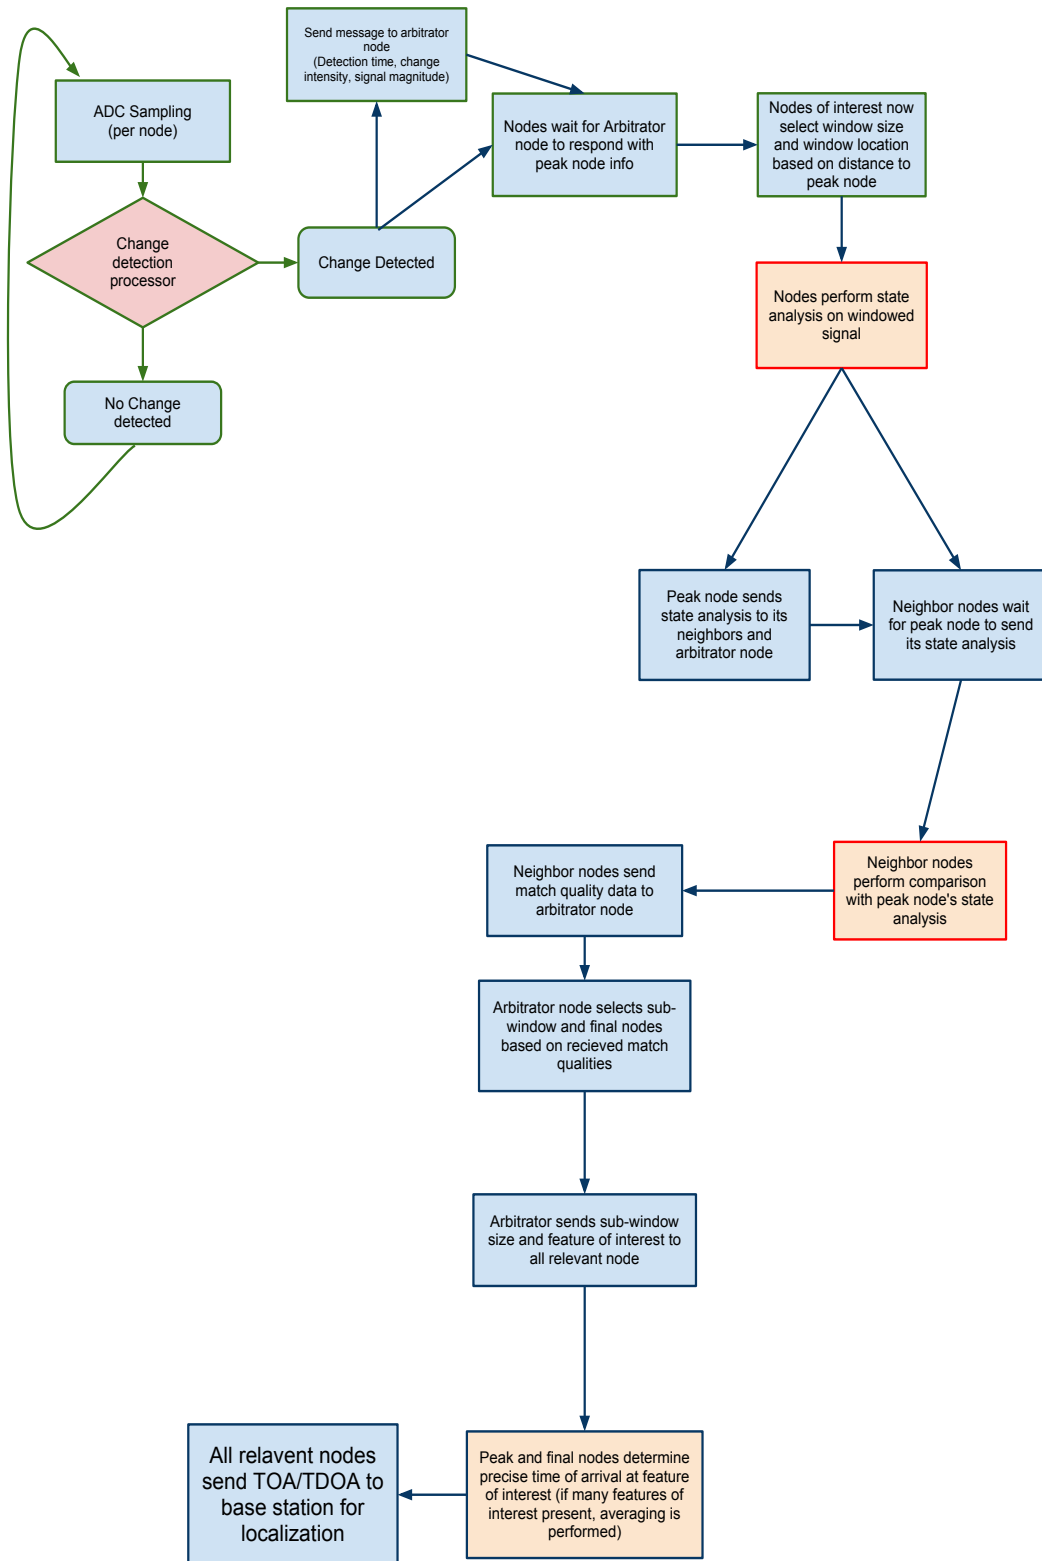 Send message to arbitrator
node
(Detection time, change
intensity, signal magnitude)
ADC Sampling
(per node)
Nodes wait for Arbitrator
node to respond with
peak node info
Nodes of interest now
select window size
and window location
based on distance to
peak node
Change
detection
processor
Change Detected
No Change
detected
Nodes perform state
analysis on windowed
signal
Peak node sends
state analysis to its
neighbors and
arbitrator node
Neighbor nodes wait
for peak node to send
its state analysis
Neighbor nodes
perform comparison
with peak node's state
analysis
Neighbor nodes send
match quality data to
arbitrator node
Arbitrator node selects sub-
window and final nodes
based on recieved match
qualities
Arbitrator sends sub-window
size and feature of interest to
all relevant node
Peak and final nodes determine
precise time of arrival at feature
of interest (if many features of
interest present, averaging is
performed)
All relavent nodes
send TOA/TDOA to
base station for
localization